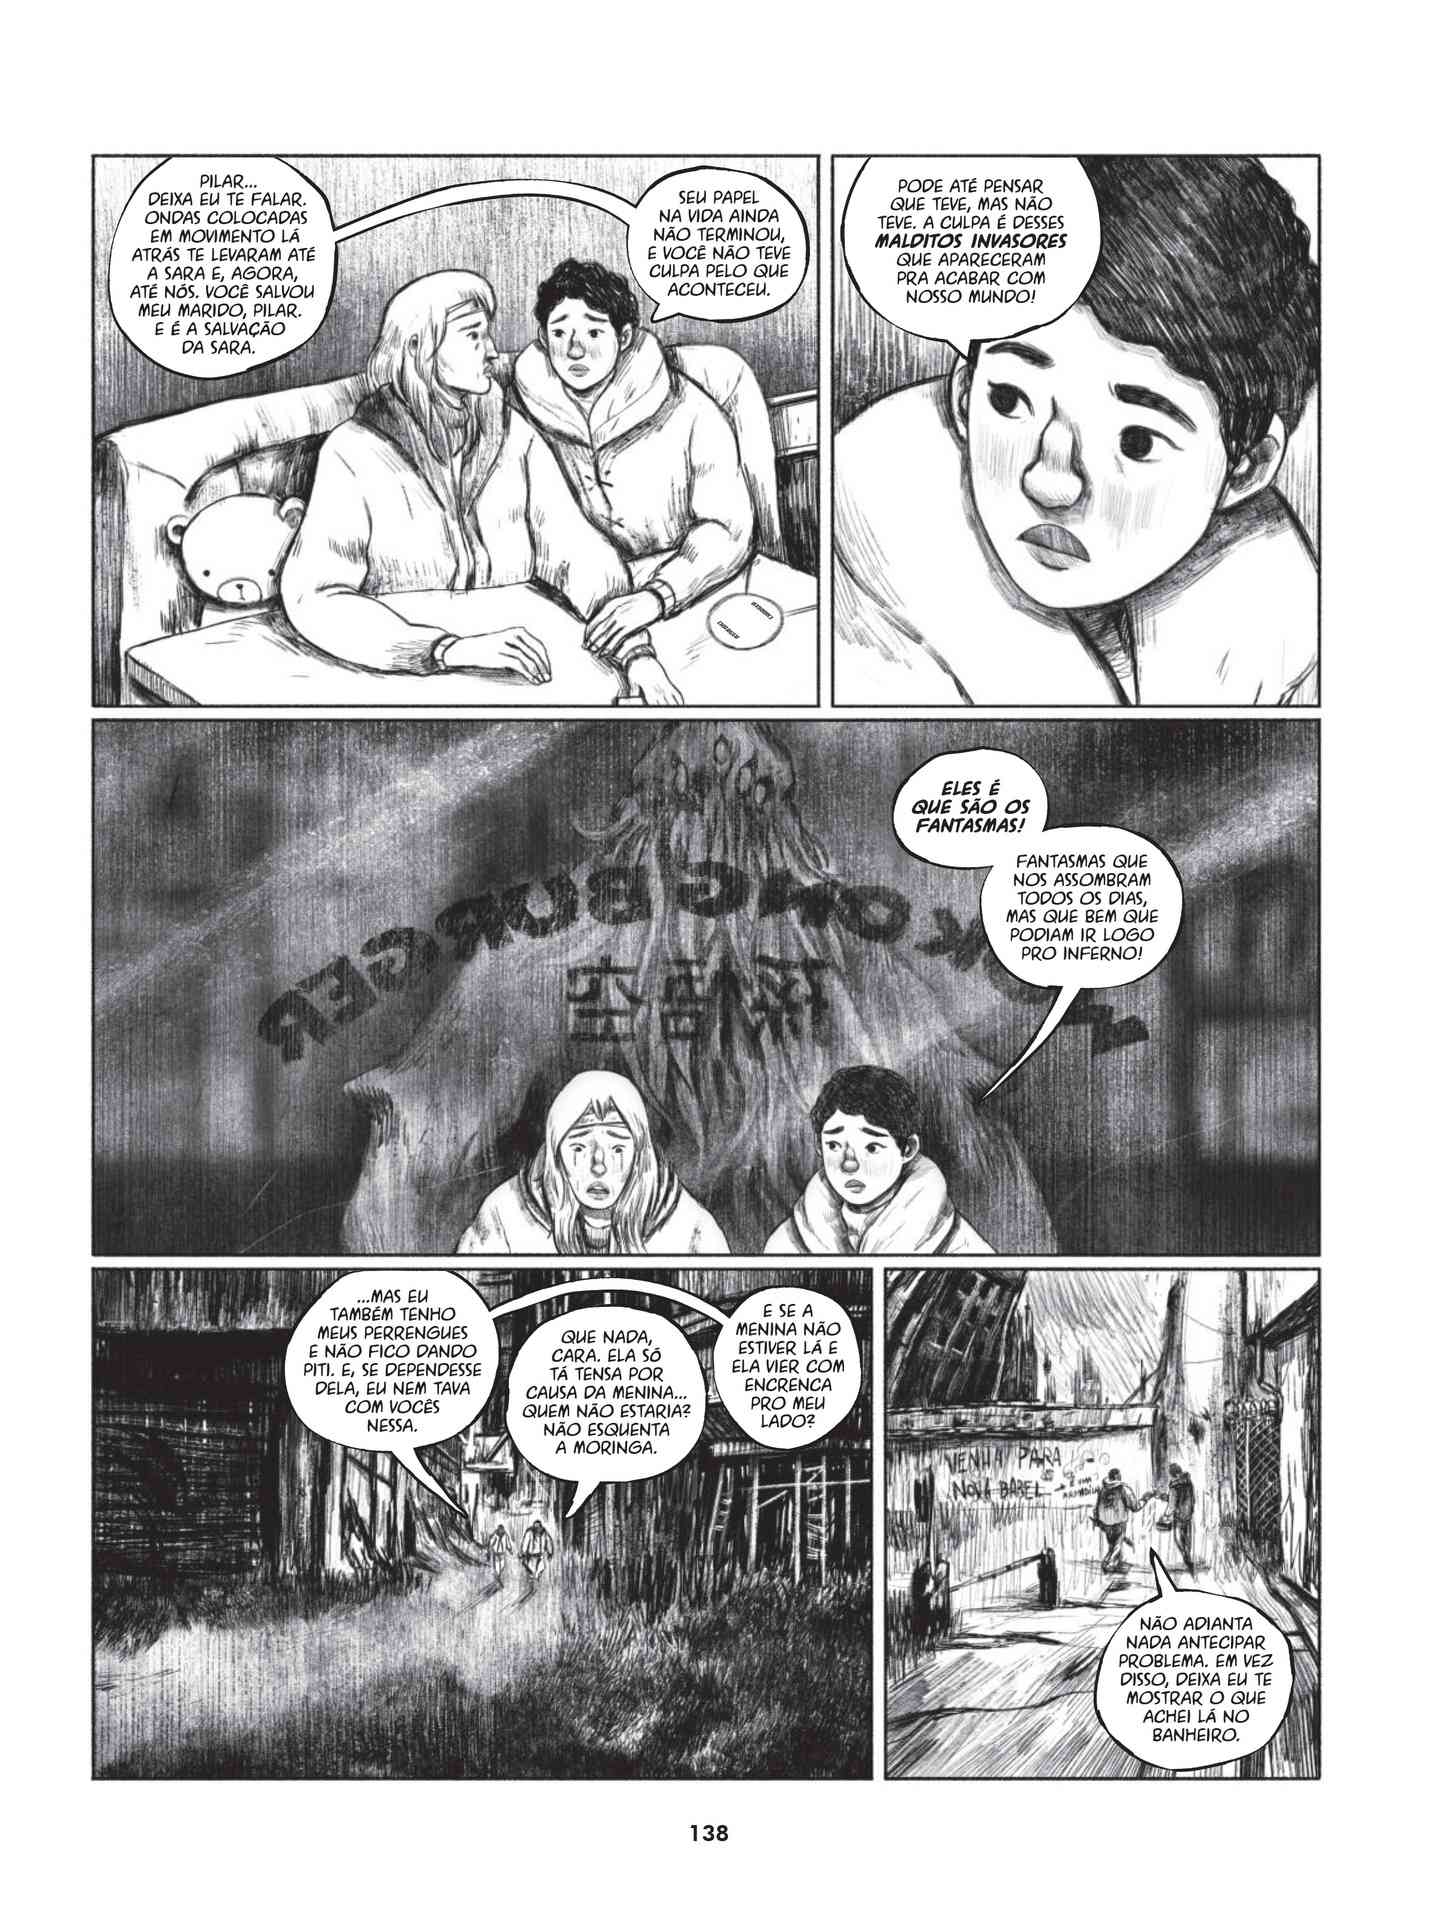 PILAR...
DEIXA EU TE FALAR.
ONDAS COLOCADAS
EM MOVIMENTO LÁ
ATRÁS TE LEVARAM ATÉ
A SARA E, AGORA,
ATÉ NÓS. VOCÊ SALVOU
MEU MARIDO, PILAR.
E É A SALVAÇÃO
DA SARA.
SEU PAPEL
NA VIDA AINDA
NÃO TERMINOU,
E VOCÊ NÃO TEVE
CULPA PELO QUE
ACONTECEU.
PODE ATÉ PENSAR
QUE TEVE, MAS NÃO
TEVE. A CULPA É DESSES
MALDITOS INVASORES
QUE APARECERAM
PRA ACABAR COM
NOSSO MUNDO!
ELES É
QUE SÃO OS
FANTASMAS!
FANTASMAS QUE
NOS ASSOMBRAM
TODOS OS DIAS,
MAS QUE BEM QUE
PODIAM IR LOGO
PRO INFERNO!
...MAS EU
TAMBÉM TENHO
MEUS PERRENGUES
E NÃO FICO DANDO
PITI. E, SE DEPENDESSE
DELA, EU NEM TAVA
COM VOCÊS
NESSA.
QUE NADA,
CARA. ELA SÓ
TÁ TENSA POR
CAUSA DA MENINA...
QUEM NÃO ESTARIA?
NÃO ESQUENTA
A MORINGA.
E SE A
MENINA NÃO
ESTIVER LÁ E
ELA VIER COM
ENCRENCA
PRO MEU
LADO?
VENHA PARA
NOVA BABEL
É UMA
ARMADILHA
NÃO ADIANTA
NADA ANTECIPAR
PROBLEMA. EM VEZ
DISSO, DEIXA EU TE
MOSTRAR O QUE
ACHEI LÁ NO
BANHEIRO.
138